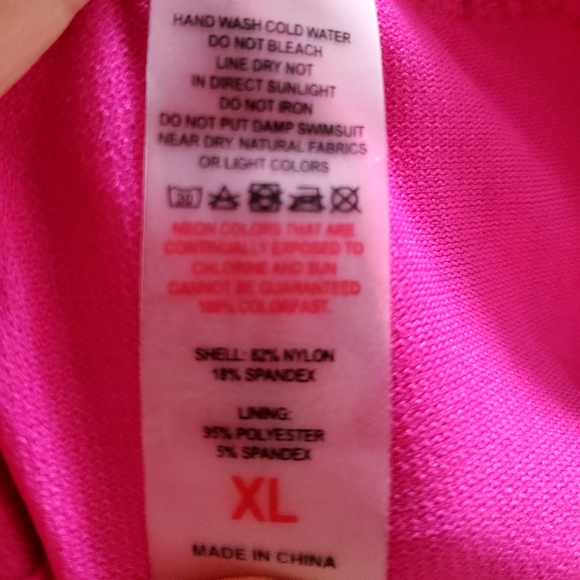 HAND WASH COLD WATER
DO NOT BLEACH
LINE DRY NOT
IN DIRECT SUNLIGHT
DO NOT IRON
DO NOT PUT DAMP SWIMSUIT
NEAR DRY. NATURAL FABRICS
OR LIGHT COLORS
30
NEON COLORS THAT ARE
CONTINUALLY EXPOSED TO
CHLORINE AND SUN
CANNOT BE GUARANTEED
100% COLORFAST.
SHELL: 82% NYLON
18% SPANDEX
LINING:
95% POLYESTER
5% SPANDEX
XL
MADE IN CHINA